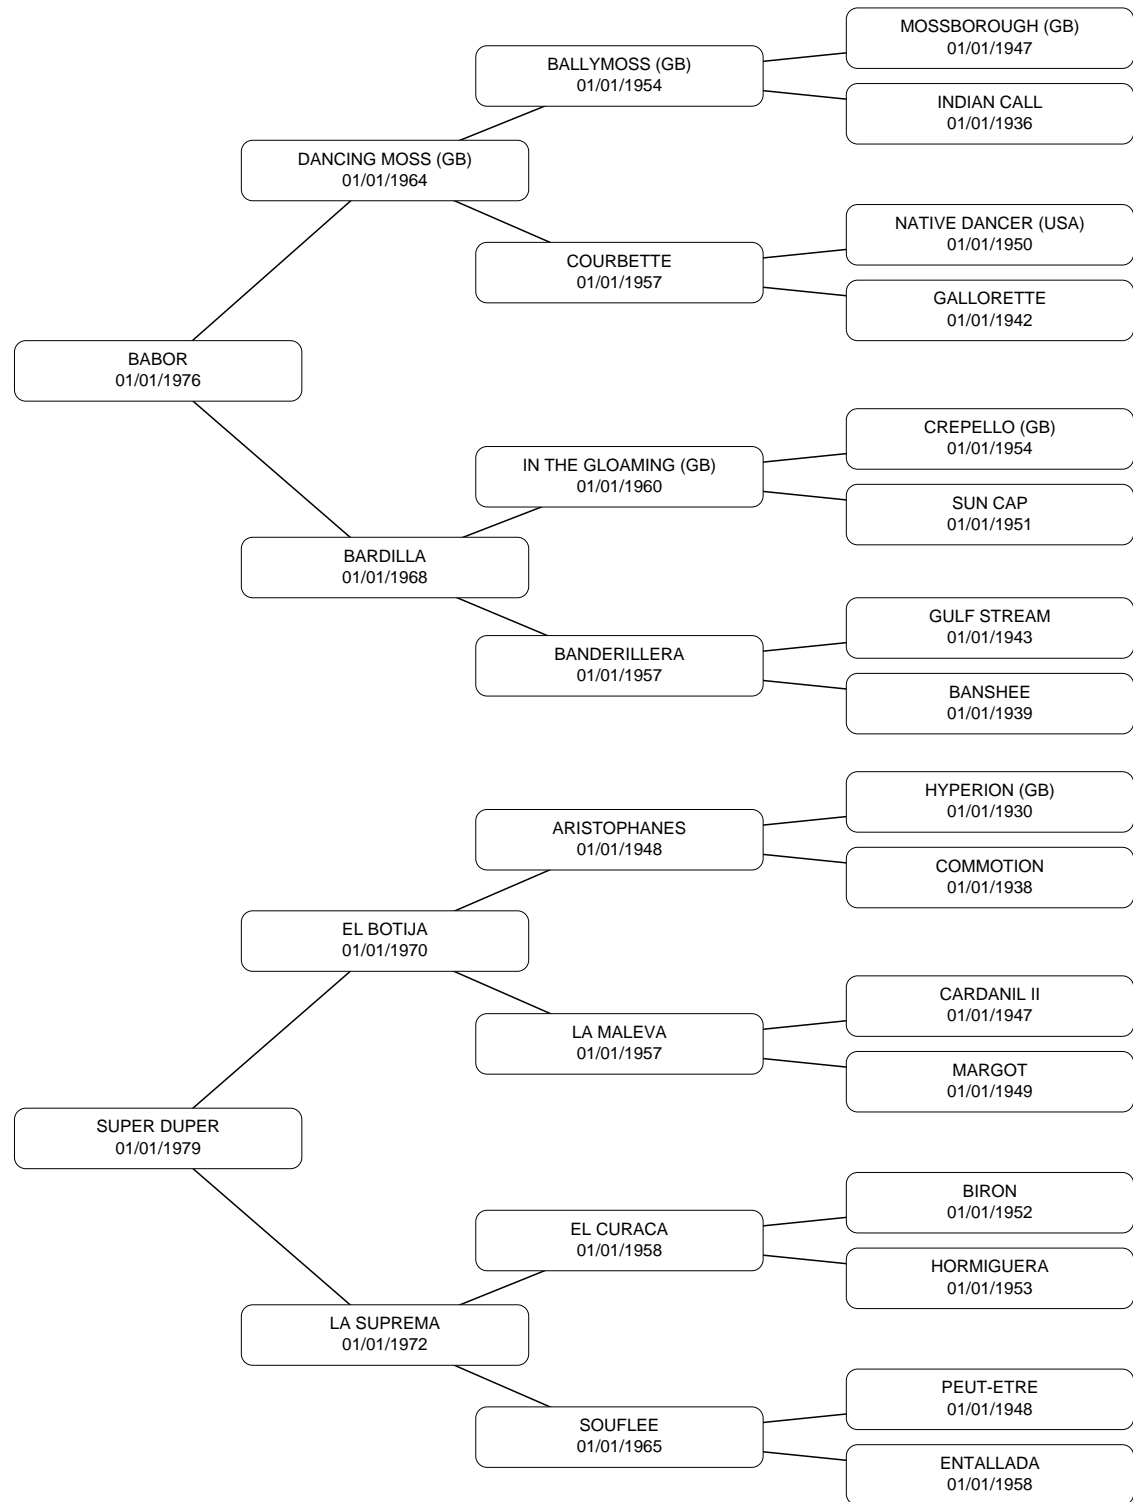 MOSSBOROUGH (GB)
01/01/1947
BALLYMOSS (GB)
01/01/1954
INDIAN CALL
01/01/1936
DANCING MOSS (GB)
01/01/1964
NATIVE DANCER (USA)
01/01/1950
COURBETTE
01/01/1957
GALLORETTE
01/01/1942
BABOR
01/01/1976
CREPELLO (GB)
01/01/1954
IN THE GLOAMING (GB)
01/01/1960
SUN CAP
01/01/1951
BARDILLA
01/01/1968
GULF STREAM
01/01/1943
BANDERILLERA
01/01/1957
BANSHEE
01/01/1939
HYPERION (GB)
01/01/1930
ARISTOPHANES
01/01/1948
COMMOTION
01/01/1938
EL BOTIJA
01/01/1970
CARDANIL II
01/01/1947
LA MALEVA
01/01/1957
MARGOT
01/01/1949
SUPER DUPER
01/01/1979
BIRON
01/01/1952
EL CURACA
01/01/1958
HORMIGUERA
01/01/1953
LA SUPREMA
01/01/1972
PEUT-ETRE
01/01/1948
SOUFLEE
01/01/1965
ENTALLADA
01/01/1958